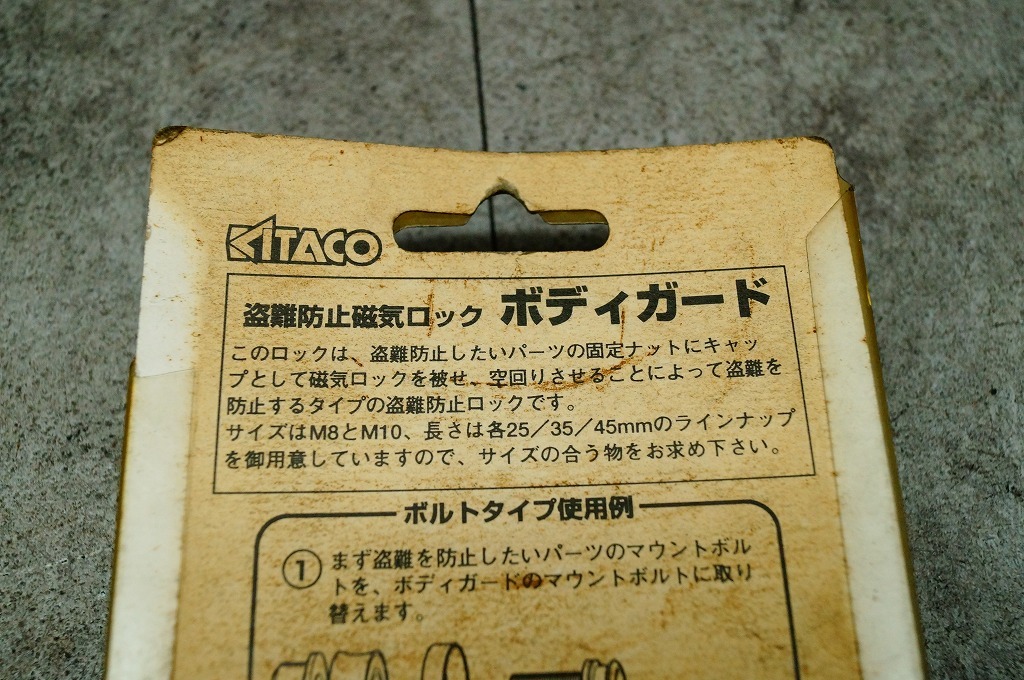 KITACO
盗難防止磁気ロック ボディガード
このロックは、盗難防止したいパーツの固定ナットにキャッ
プとして磁気ロックを被せ、空回りさせることによって盗難を
防止するタイプの盗難防止ロックです。
サイズはM8とM10、長さは各25／35／45mmのラインナップ
を御用意していますので、サイズの合う物をお求め下さい。
ボルトタイプ使用例
① まず盗難を防止したいパーツのマウントボル
トを、ボディガードのマウントボルトに取り
替えます。